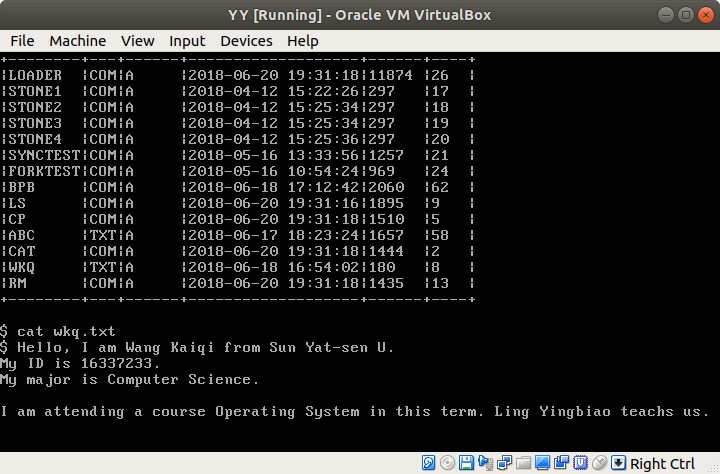 YY [Running] - Oracle VM VirtualBox
File Machine View Input Devices Help
+--------+---+------+-------------------+------+----+
¦LOADER  ¦COM¦A     ¦2018-06-20 19:31:18¦11874 ¦26  ¦
¦STONE1  ¦COM¦A     ¦2018-04-12 15:22:26¦297   ¦17  ¦
¦STONE2  ¦COM¦A     ¦2018-04-12 15:25:34¦297   ¦18  ¦
¦STONE3  ¦COM¦A     ¦2018-04-12 15:25:34¦297   ¦19  ¦
¦STONE4  ¦COM¦A     ¦2018-04-12 15:25:36¦297   ¦20  ¦
¦SYNCTEST¦COM¦A     ¦2018-05-16 13:33:56¦1257  ¦21  ¦
¦FORKTEST¦COM¦A     ¦2018-05-16 10:54:24¦969   ¦24  ¦
¦BPB     ¦COM¦A     ¦2018-06-18 17:12:42¦2060  ¦62  ¦
¦LS      ¦COM¦A     ¦2018-06-20 19:31:16¦1895  ¦9   ¦
¦CP      ¦COM¦A     ¦2018-06-20 19:31:18¦1510  ¦5   ¦
¦ABC     ¦TXT¦A     ¦2018-06-17 18:23:24¦1657  ¦58  ¦
¦CAT     ¦COM¦A     ¦2018-06-20 19:31:18¦1444  ¦2   ¦
¦WKQ     ¦TXT¦A     ¦2018-06-18 16:54:02¦180   ¦8   ¦
¦RM      ¦COM¦A     ¦2018-06-20 19:31:18¦1435  ¦13  ¦
+--------+---+------+-------------------+------+----+
$ cat wkq.txt
$ Hello, I am Wang Kaiqi from Sun Yat-sen U.
My ID is 16337233.
My major is Computer Science.
I am attending a course Operating System in this term. Ling Yingbiao teachs us.
Right Ctrl